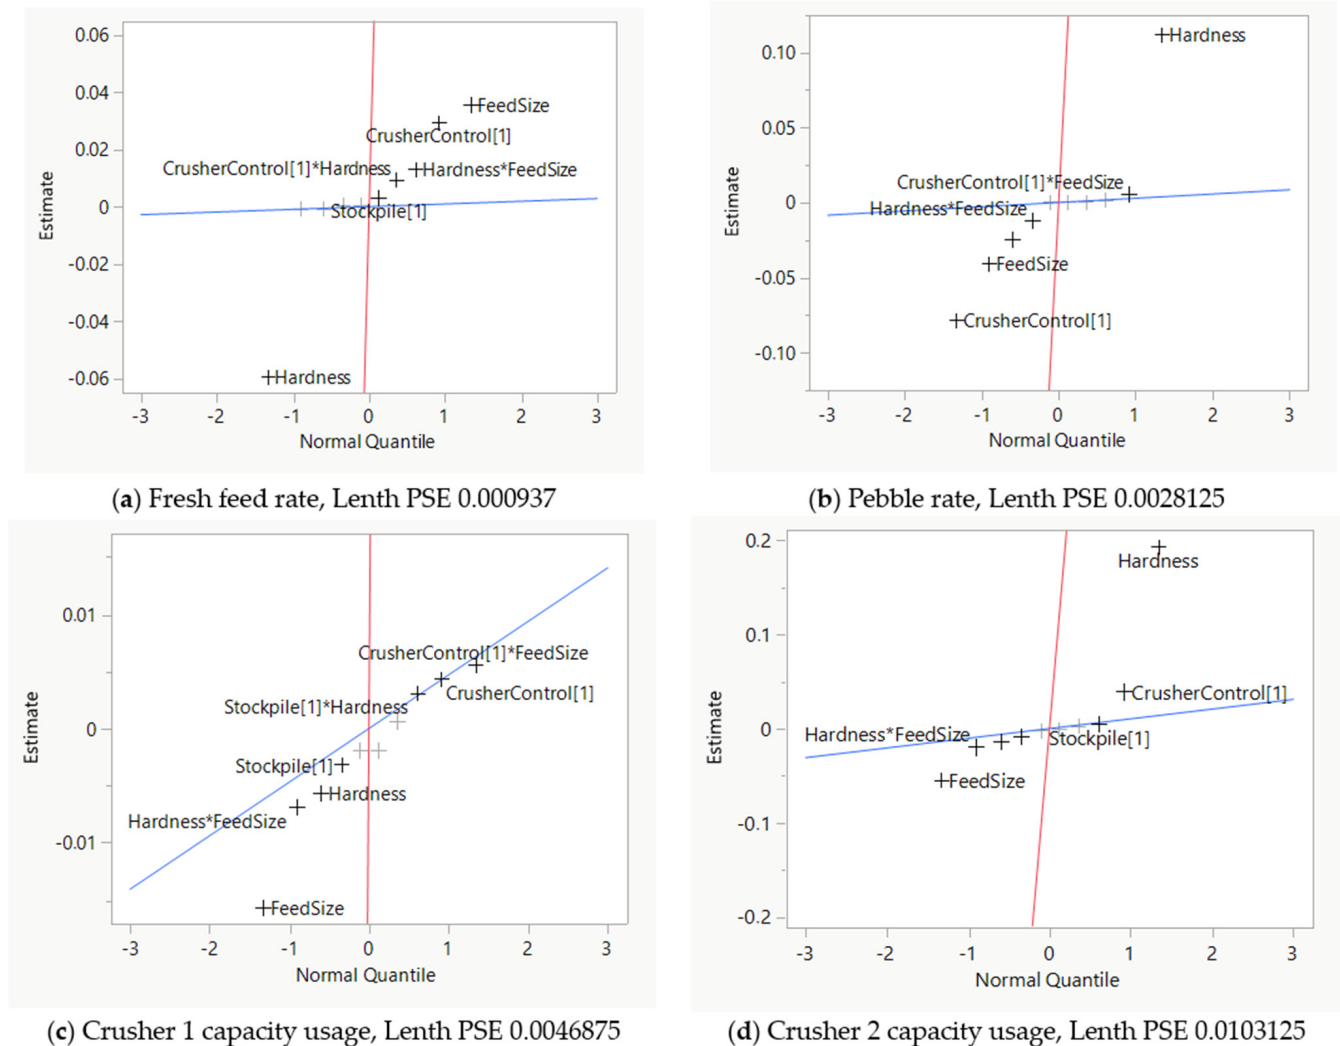 0.06
0.04
0.02
0
-0.02
-0.04
-0.06
Estimate
FeedSize
CrusherControl[1]
CrusherControl[1]*Hardness
Hardness*FeedSize
Stockpile[1]
Hardness
-3 -2 -1 0 1 2 3
Normal Quantile
(a) Fresh feed rate, Lenth PSE 0.000937
0.10
0.05
0
-0.05
-0.10
Estimate
Hardness
CrusherControl[1]*FeedSize
Hardness*FeedSize
FeedSize
CrusherControl[1]
-3 -2 -1 0 1 2 3
Normal Quantile
(b) Pebble rate, Lenth PSE 0.0028125
0.01
0
-0.01
Estimate
CrusherControl[1]*FeedSize
CrusherControl[1]
Stockpile[1]*Hardness
Stockpile[1]
Hardness
Hardness*FeedSize
FeedSize
-3 -2 -1 0 1 2 3
Normal Quantile
(c) Crusher 1 capacity usage, Lenth PSE 0.0046875
0.2
0.1
0
-0.1
-0.2
Estimate
Hardness
CrusherControl[1]
Hardness*FeedSize
Stockpile[1]
FeedSize
-3 -2 -1 0 1 2 3
Normal Quantile
(d) Crusher 2 capacity usage, Lenth PSE 0.0103125